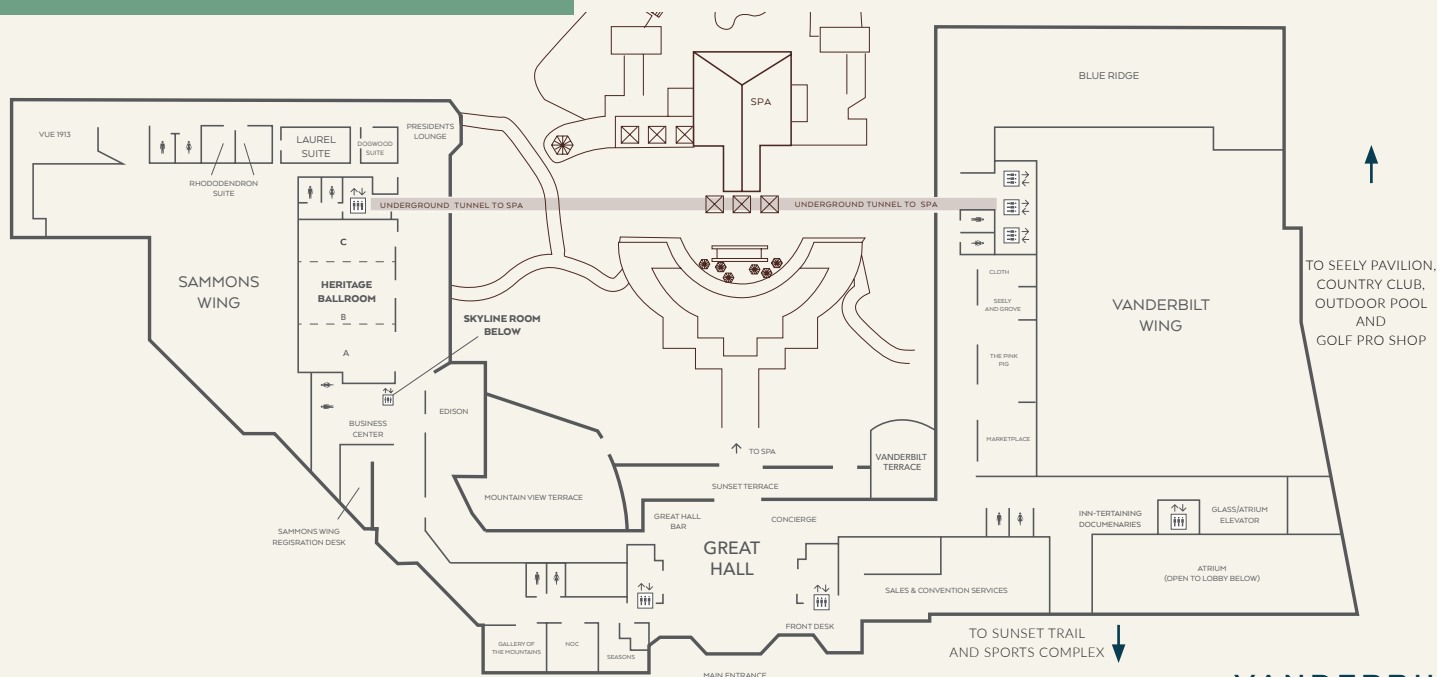 BLUE RIDGE
SPA
VUE 1913
LAUREL
SUITE
DOGWOOD
SUITE
PRESIDENTS
LOUNGE
RHODODENDRON
SUITE
UNDERGROUND TUNNEL TO SPA
UNDERGROUND TUNNEL TO SPA
C
HERITAGE
BALLROOM
B
A
SAMMONS
WING
SKYLINE ROOM
BELOW
CLOTH
SEELY
AND GROVE
THE PINK
PIG
MARKETPLACE
VANDERBILT
WING
TO SEELY PAVILION,
COUNTRY CLUB,
OUTDOOR POOL
AND
GOLF PRO SHOP
EDISON
BUSINESS
CENTER
TO SPA
VANDERBILT
TERRACE
SUNSET TERRACE
MOUNTAIN VIEW TERRACE
SAMMONS WING
REGISRATION DESK
GREAT HALL
BAR
CONCIERGE
INN-TERTAINING
DOCUMENARIES
GLASS/ATRIUM
ELEVATOR
GREAT
HALL
ATRIUM
(OPEN TO LOBBY BELOW)
SALES & CONVENTION SERVICES
FRONT DESK
GALLERY OF
THE MOUNTAINS
NOC
SEASONS
TO SUNSET TRAIL
AND SPORTS COMPLEX
MAIN ENTRANCE